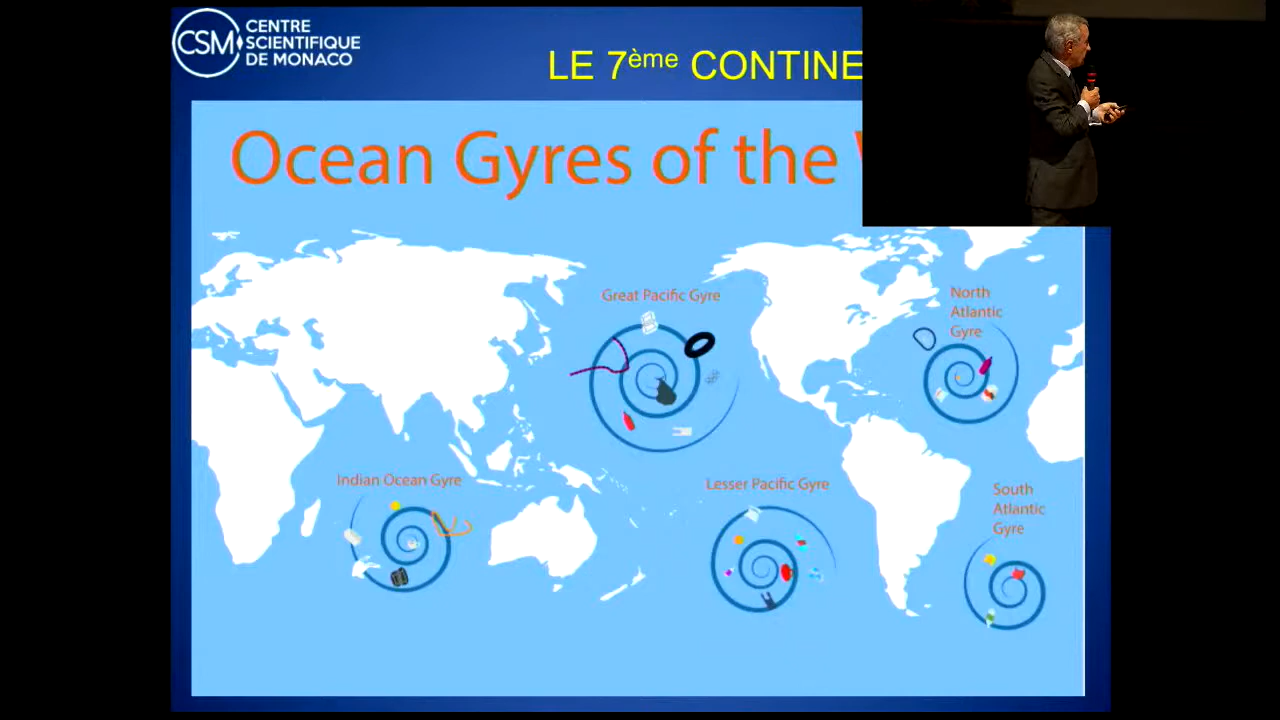 CSM
CENTRE
SCIENTIFIQUE
DE MONACO
LE 7ème CONTINE
Ocean Gyres of the
Great Pacific Gyre
North
Atlantic
Gyre
Indian Ocean Gyre
Lesser Pacific Gyre
South
Atlantic
Gyre